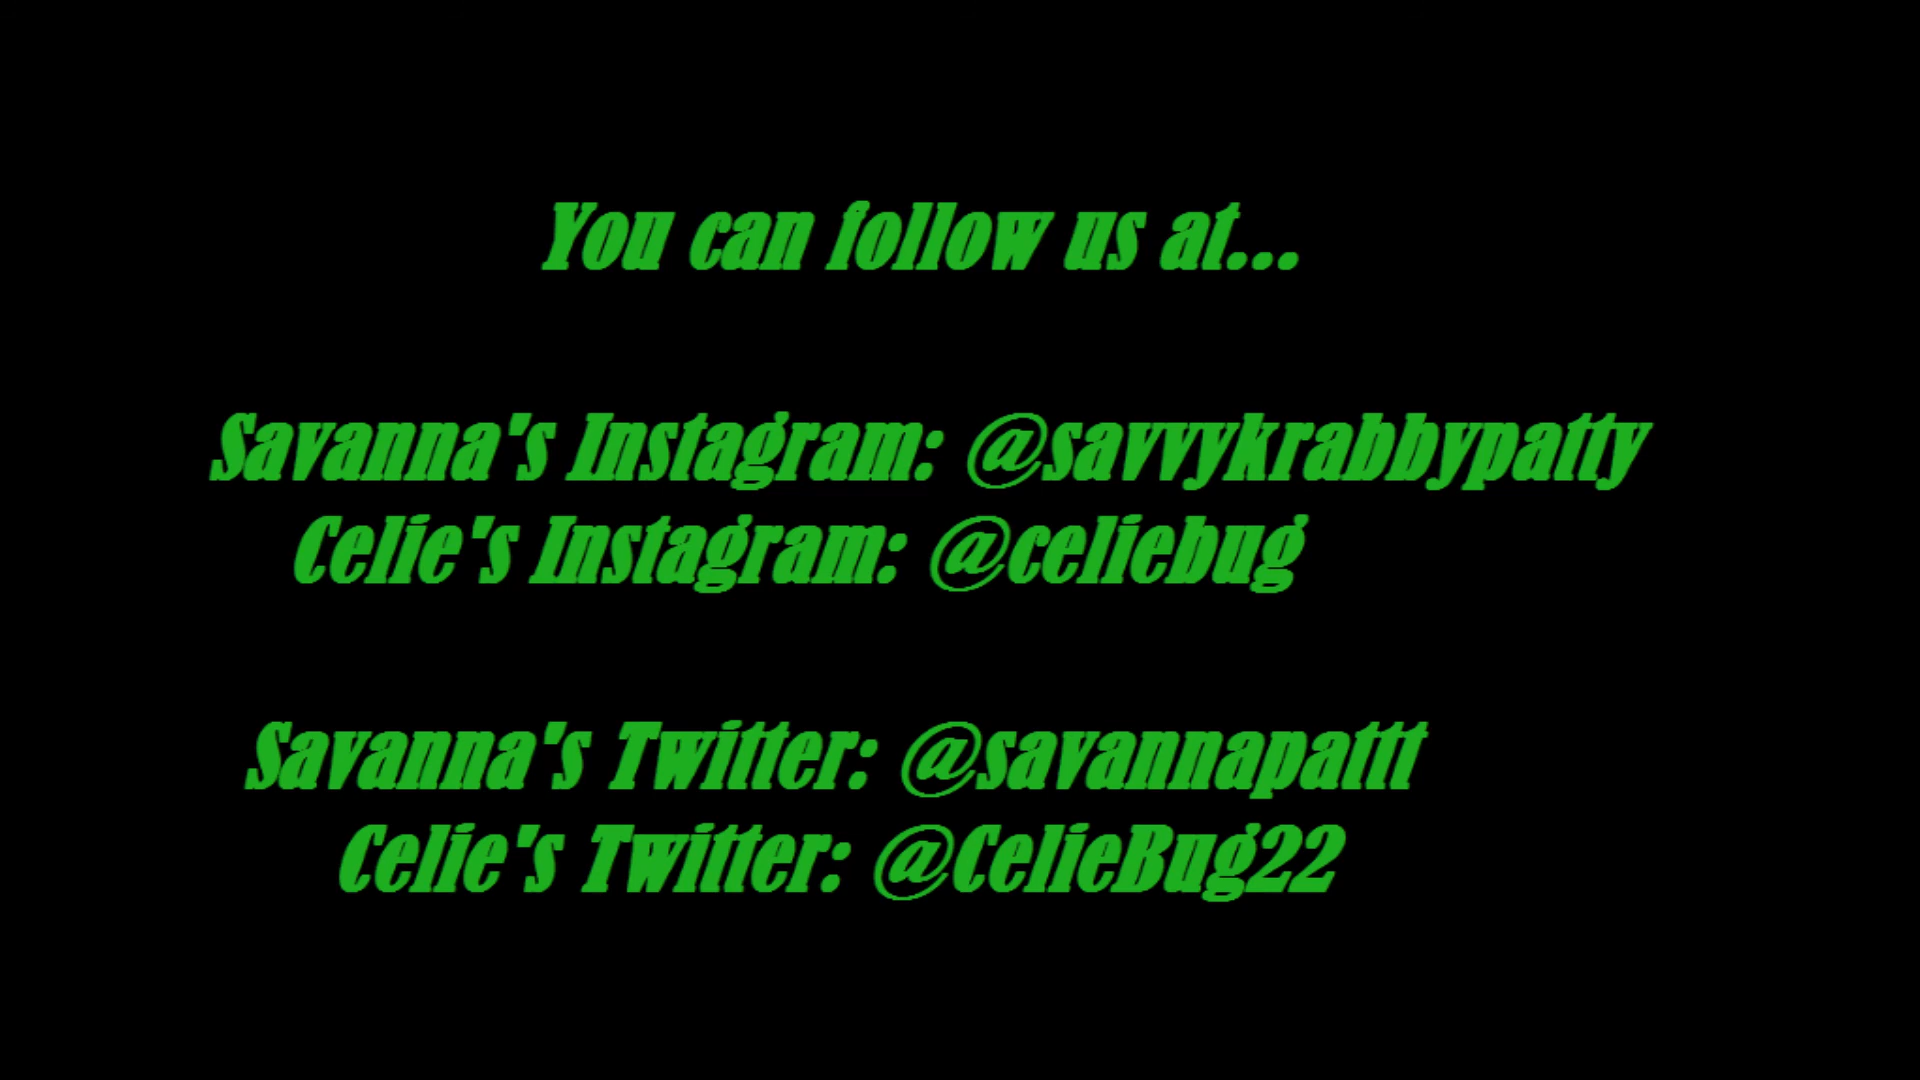 You can follow us at...
Savanna's Instagram: @savvykrabbypatty
Celie's Instagram: @celiebug
Savanna's Twitter: @savannapattt
Celie's Twitter: @CelieBug22